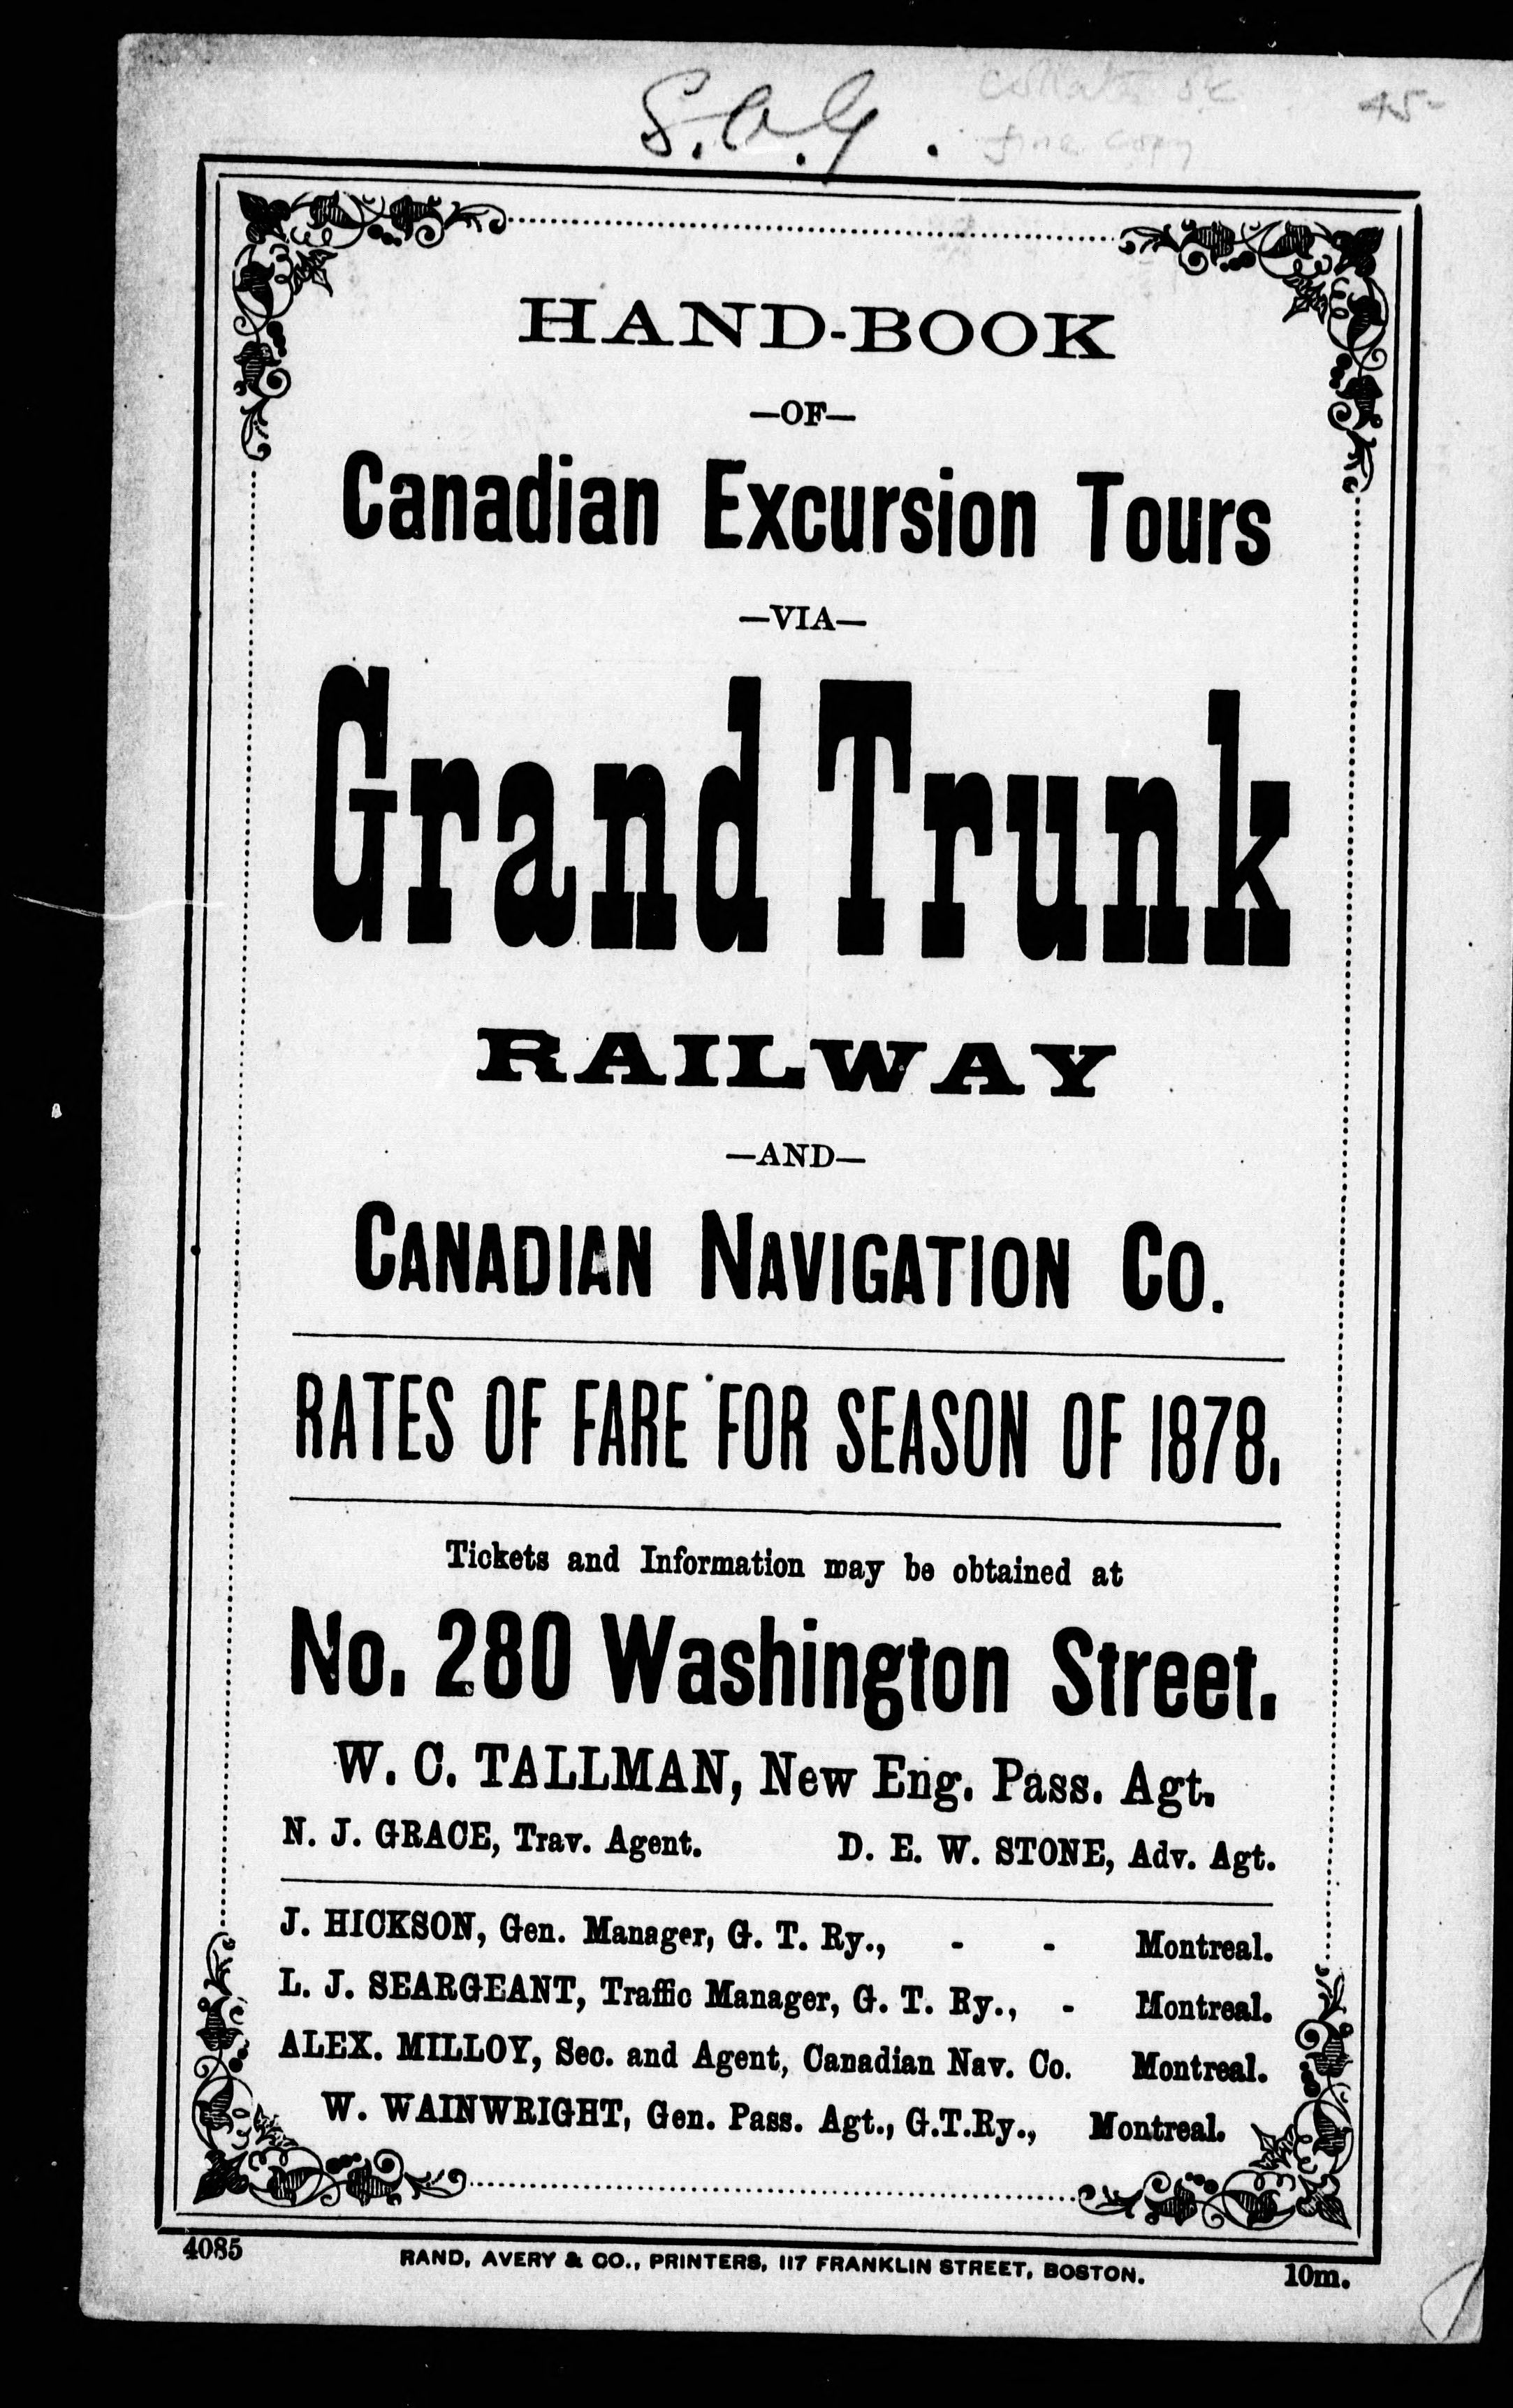 S.A.G.
Collates OK
fine copy
45-
HAND-BOOK
—OF—
Canadian Excursion Tours
—VIA—
Grand Trunk
RAILWAY
—AND—
CANADIAN NAVIGATION CO.
RATES OF FARE FOR SEASON OF 1878.
Tickets and Information may be obtained at
No. 280 Washington Street.
W. C. TALLMAN, New Eng. Pass. Agt.
N. J. GRACE, Trav. Agent. D. E. W. STONE, Adv. Agt.
J. HICKSON, Gen. Manager, G. T. Ry., - - Montreal.
L. J. SEARGEANT, Traffic Manager, G. T. Ry., - Montreal.
ALEX. MILLOY, Sec. and Agent, Canadian Nav. Co. Montreal.
W. WAINWRIGHT, Gen. Pass. Agt., G.T.Ry., Montreal.
4085 RAND, AVERY & CO., PRINTERS, 117 FRANKLIN STREET, BOSTON. 10m.